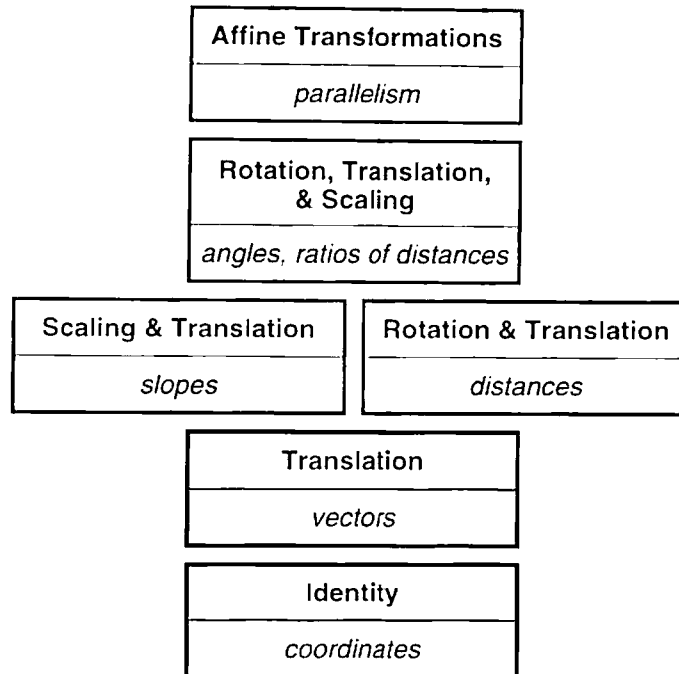 Affine Transformations
parallelism
Rotation, Translation,
& Scaling
angles, ratios of distances
Scaling & Translation
slopes
Rotation & Translation
distances
Translation
vectors
Identity
coordinates